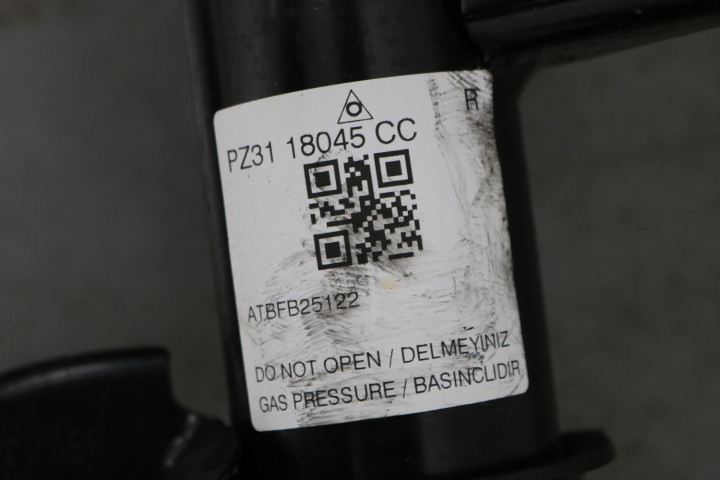 R
PZ31 18045 CC
ATBFB25122
DO NOT OPEN / DELMEYINIZ
GAS PRESSURE / BASINCLIDIR